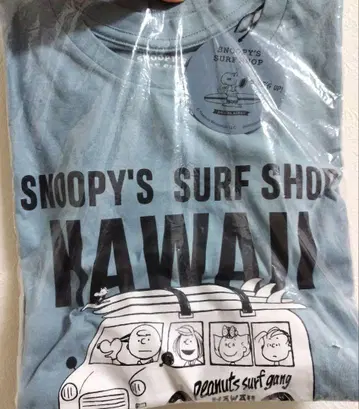 SNOOPY'S
SURF SHOP
SNOOPY'S SURF SHOP
HAWAII
Peanuts surf gang
HAWAII